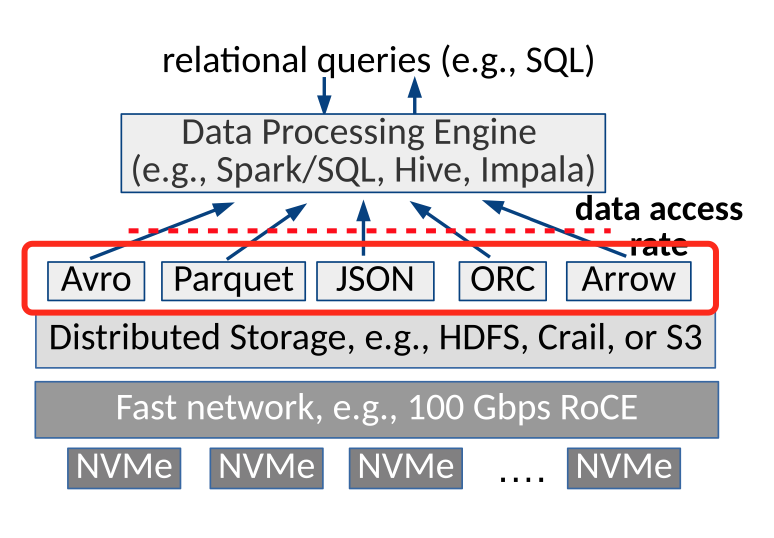 relational queries (e.g., SQL)
Data Processing Engine
(e.g., Spark/SQL, Hive, Impala)
data access
rate
Avro
Parquet
JSON
ORC
Arrow
Distributed Storage, e.g., HDFS, Crail, or S3
Fast network, e.g., 100 Gbps RoCE
NVMe
NVMe
NVMe
....
NVMe